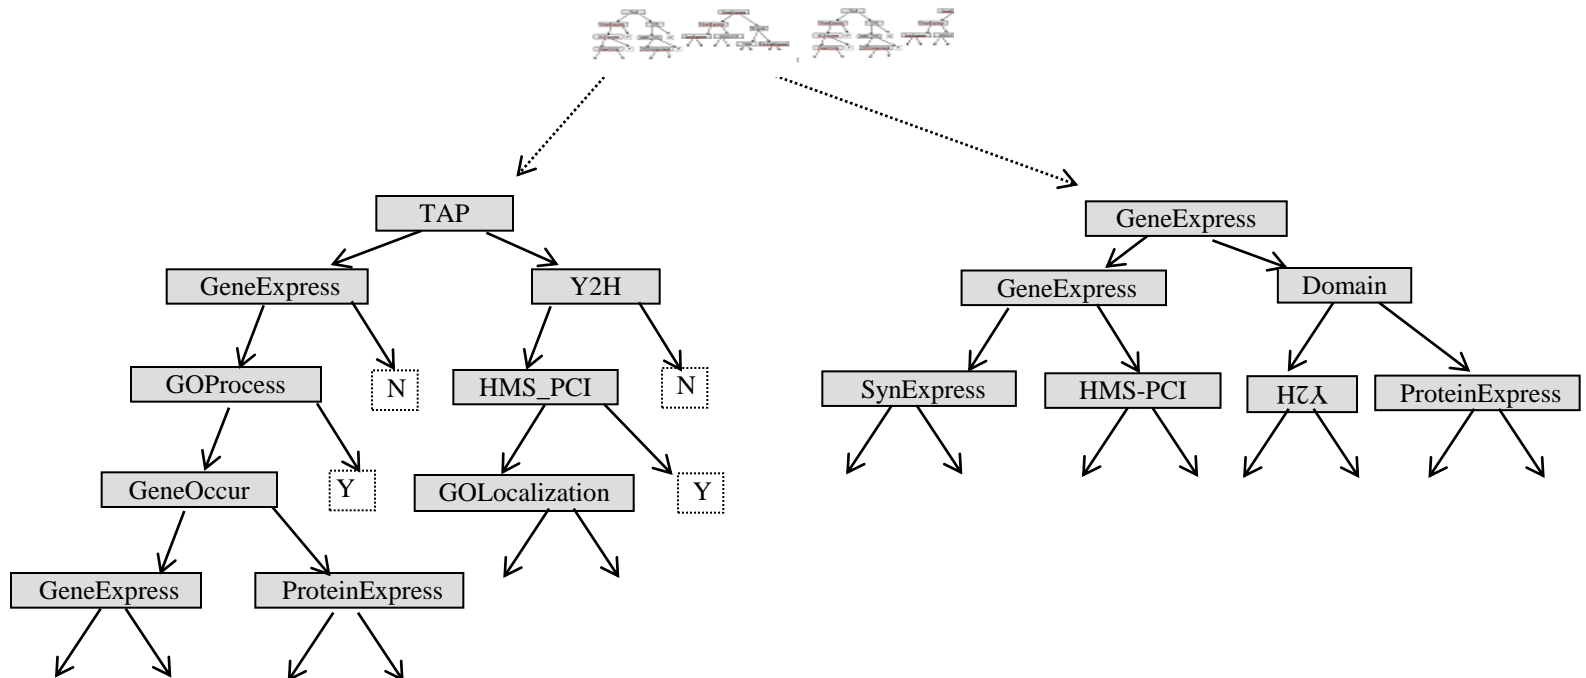 TAP
GeneExpress
GeneExpress
Y2H
GeneExpress
Domain
GOProcess
N
HMS_PCI
N
SynExpress
HMS-PCI
Y2H
ProteinExpress
GeneOccur
Y
GOLocalization
Y
GeneExpress
ProteinExpress